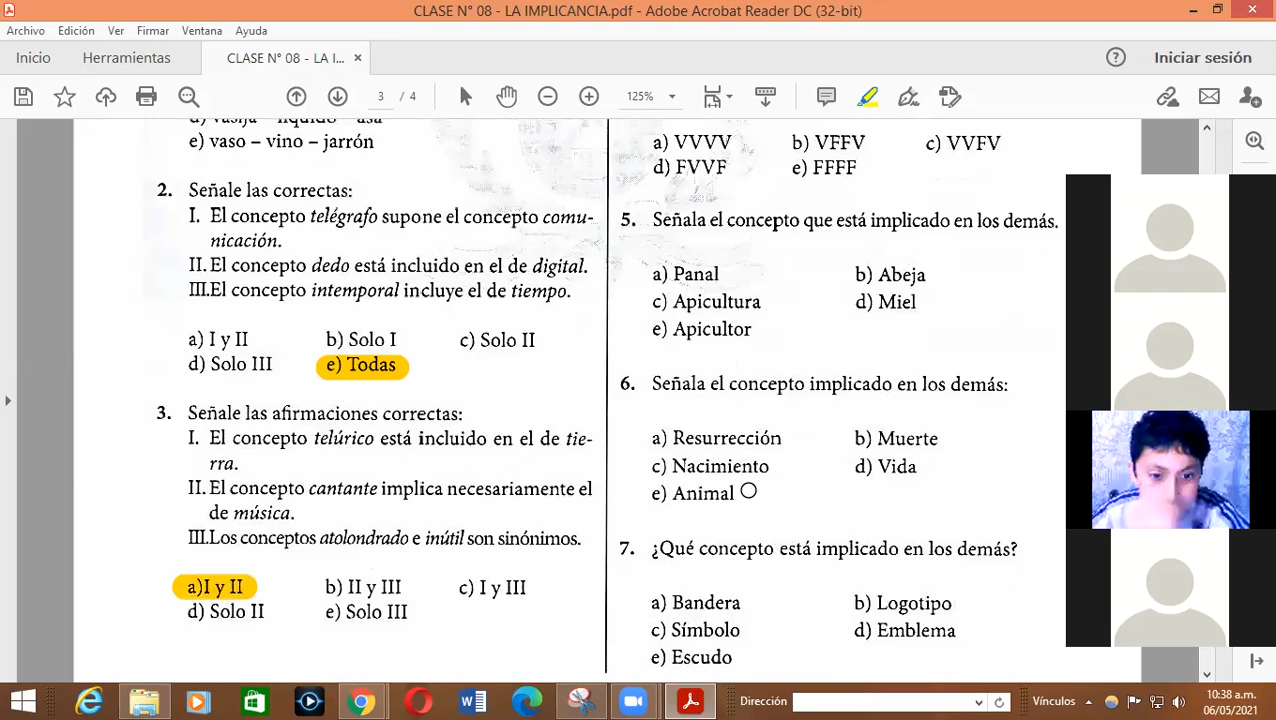 CLASE N° 08 - LA IMPLICANCIA.pdf - Adobe Acrobat Reader DC (32-bit)
Archivo Edición Ver Firmar Ventana Ayuda
Inicio Herramientas CLASE N° 08 - LA I... × Iniciar sesión
3 / 4 125%
d) vasija – líquido – asa
e) vaso – vino – jarrón
2. Señale las correctas:
I. El concepto telégrafo supone el concepto comu-
nicación.
II. El concepto dedo está incluido en el de digital.
III.El concepto intemporal incluye el de tiempo.
a) I y II b) Solo I c) Solo II
d) Solo III e) Todas
3. Señale las afirmaciones correctas:
I. El concepto telúrico está incluido en el de tie-
rra.
II. El concepto cantante implica necesariamente el
de música.
III.Los conceptos atolondrado e inútil son sinónimos.
a)I y II b) II y III c) I y III
d) Solo II e) Solo III
a) VVVV b) VFFV c) VVFV
d) FVVF e) FFFF
5. Señala el concepto que está implicado en los demás.
a) Panal b) Abeja
c) Apicultura d) Miel
e) Apicultor
6. Señala el concepto implicado en los demás:
a) Resurrección b) Muerte
c) Nacimiento d) Vida
e) Animal
7. ¿Qué concepto está implicado en los demás?
a) Bandera b) Logotipo
c) Símbolo d) Emblema
e) Escudo
Dirección Vínculos 10:38 a.m.
06/05/2021